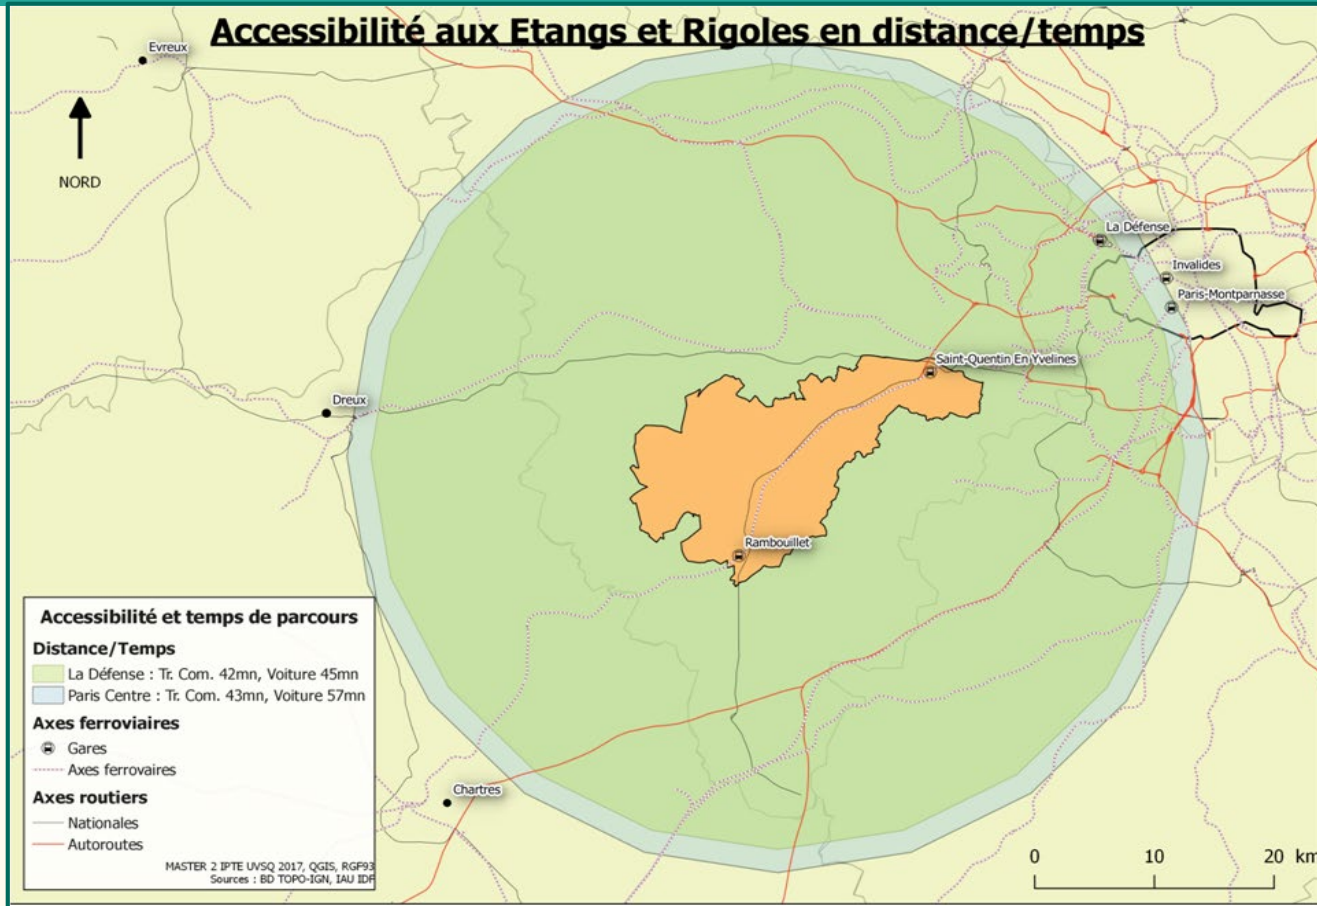 Accessibilité aux Etangs et Rigoles en distance/temps
Evreux
NORD
La Défense
Invalides
Paris-Montparnasse
Saint-Quentin En Yvelines
Dreux
Rambouillet
Chartres
Accessibilité et temps de parcours
Distance/Temps
La Défense : Tr. Com. 42mn, Voiture 45mn
Paris Centre : Tr. Com. 43mn, Voiture 57mn
Axes ferroviaires
Gares
Axes ferrovaires
Axes routiers
Nationales
Autoroutes
MASTER 2 IPTE UVSQ 2017, QGIS, RGF93
Sources : BD TOPO-IGN, IAU IDF
0 10 20 km